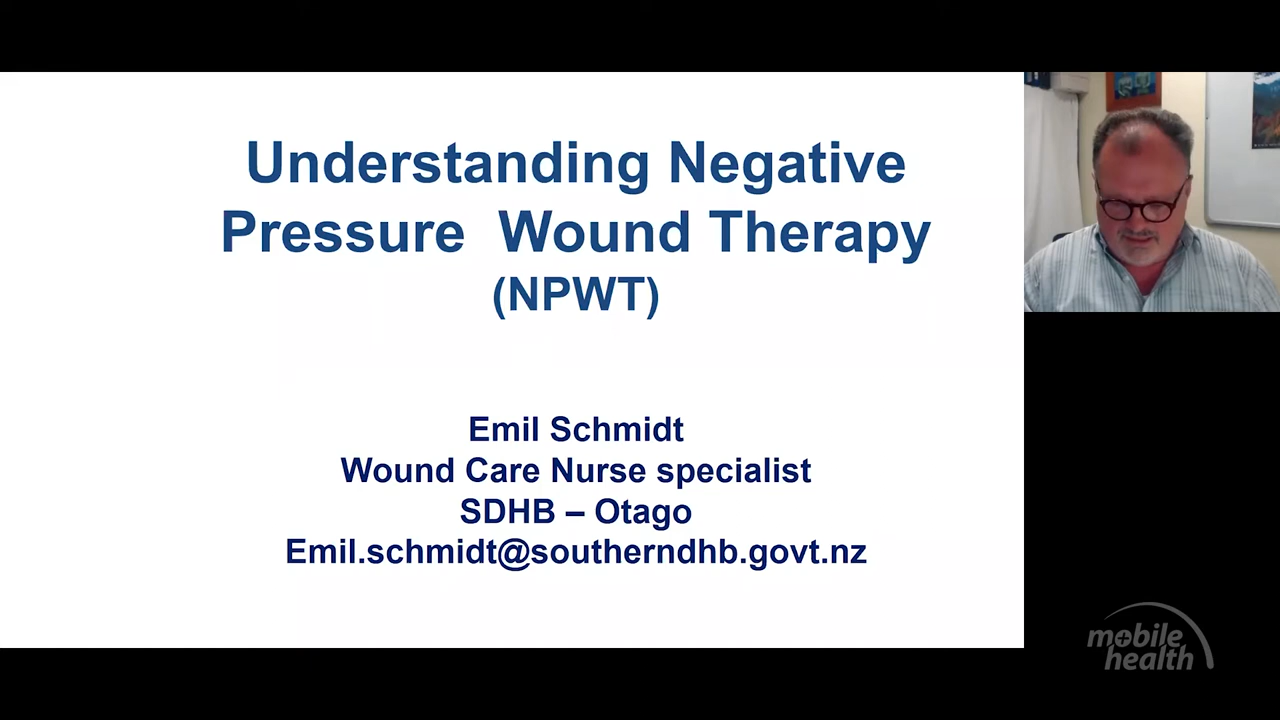 Understanding Negative
Pressure Wound Therapy
(NPWT)
Emil Schmidt
Wound Care Nurse specialist
SDHB – Otago
Emil.schmidt@southerndhb.govt.nz
mobile
health